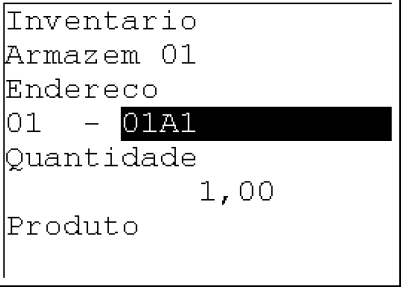 Inventario
Armazem 01
Endereco
01 - 01A1
Quantidade
1,00
Produto